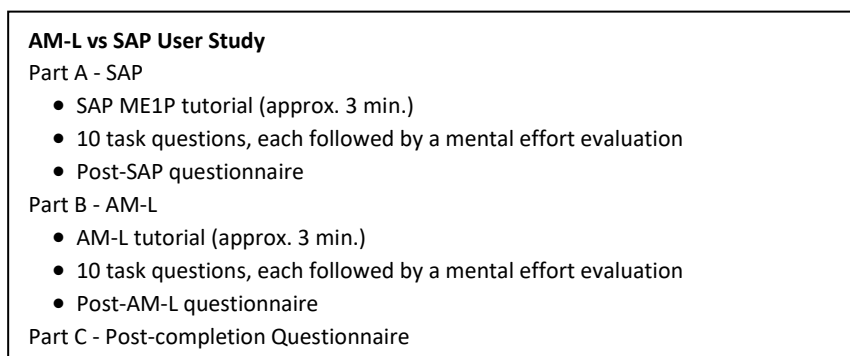 AM-L vs SAP User Study
Part A - SAP
• SAP ME1P tutorial (approx. 3 min.)
• 10 task questions, each followed by a mental effort evaluation
• Post-SAP questionnaire
Part B - AM-L
• AM-L tutorial (approx. 3 min.)
• 10 task questions, each followed by a mental effort evaluation
• Post-AM-L questionnaire
Part C - Post-completion Questionnaire